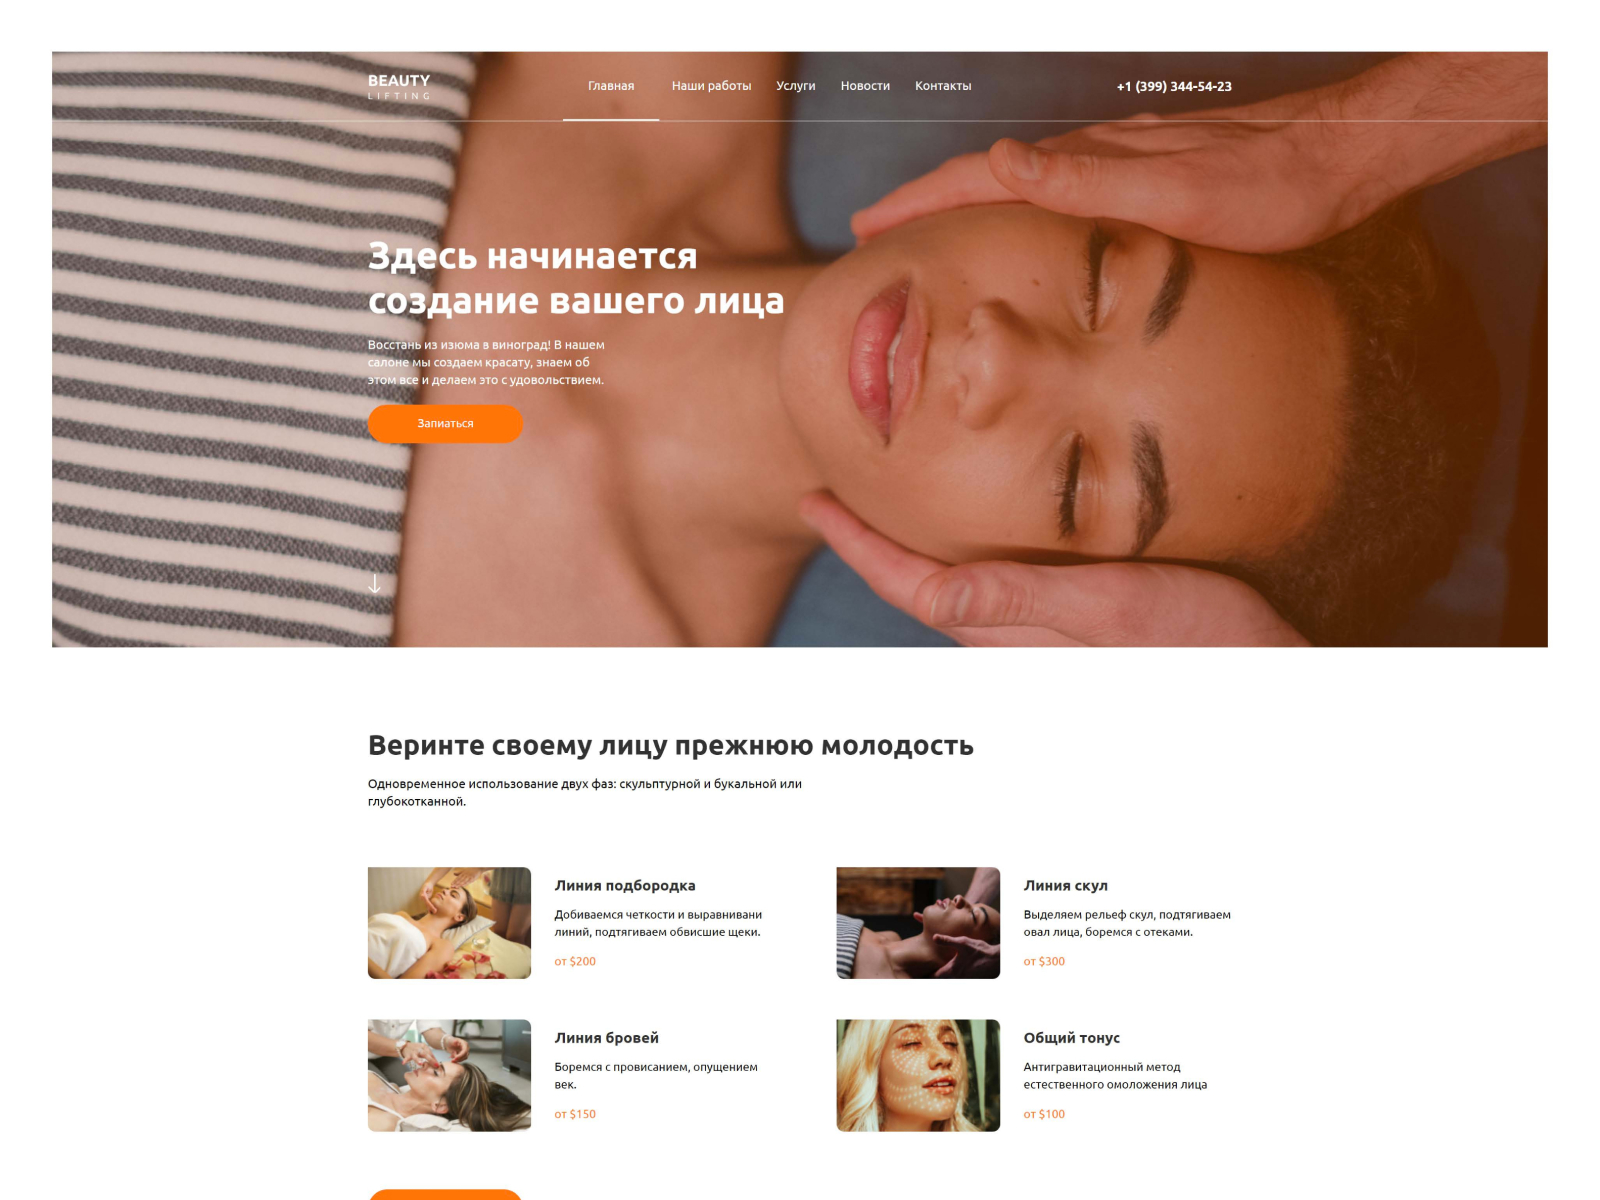 BEAUTY
LIFTING
Главная Наши работы Услуги Новости Контакты
+1 (399) 344-54-23
Здесь начинается
создание вашего лица
Восстань из изюма в виноград! В нашем
салоне мы создаем красату, знаем об
этом все и делаем это с удовольствием.
Запиаться
Веринте своему лицу прежнюю молодость
Одновременное использование двух фаз: скульптурной и букальной или
глубокотканной.
Линия подбородка
Добиваемся четкости и выравнивани
линий, подтягиваем обвисшие щеки.
от $200
Линия скул
Выделяем рельеф скул, подтягиваем
овал лица, боремся с отеками.
от $300
Линия бровей
Боремся с провисанием, опущением
век.
от $150
Общий тонус
Антигравитационный метод
естественного омоложения лица
от $100